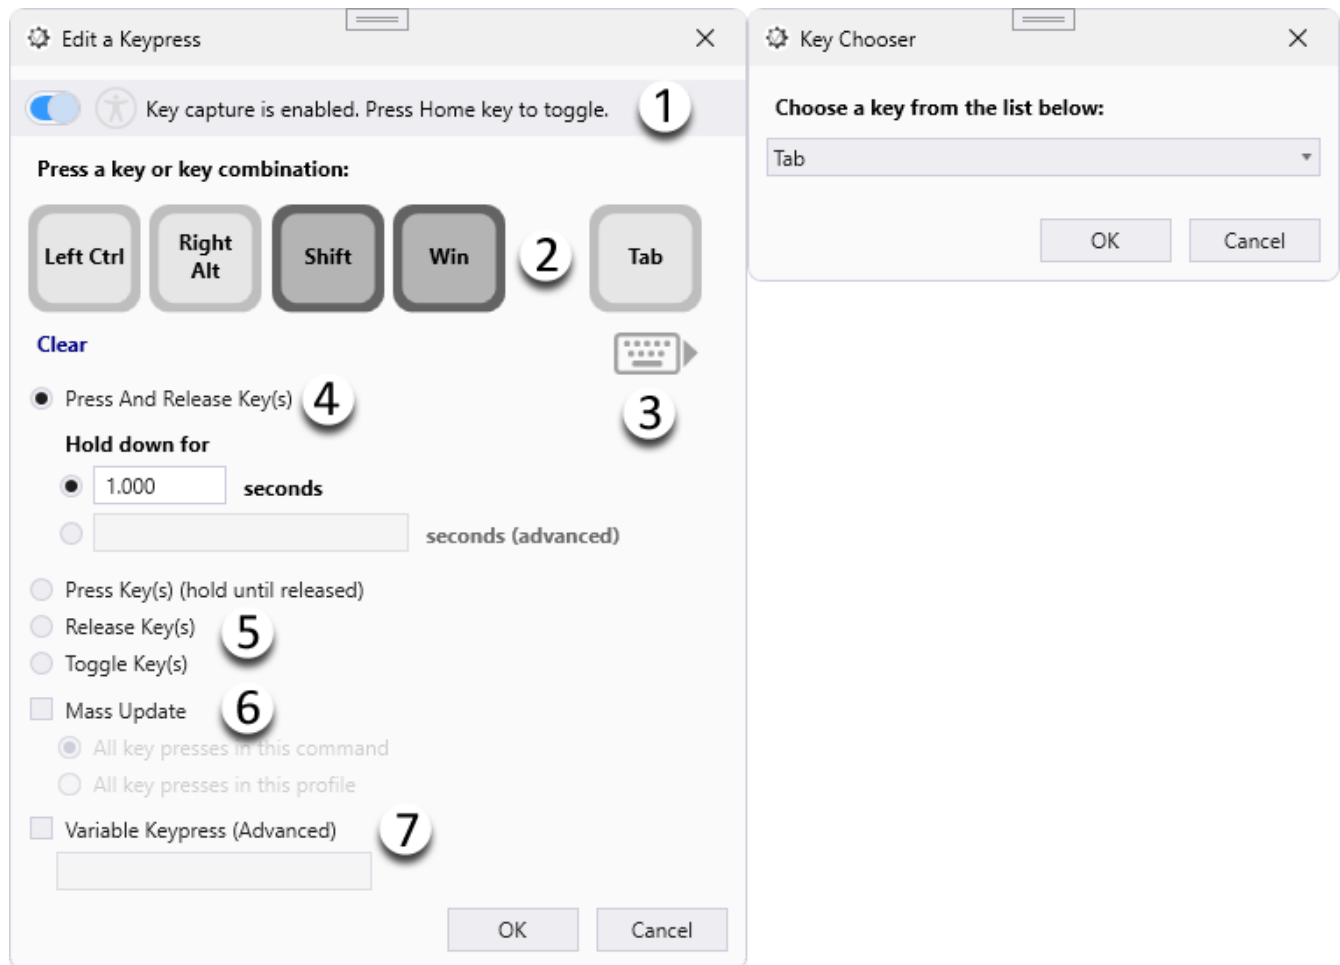 Edit a Keypress
Key capture is enabled. Press Home key to toggle. 1
Press a key or key combination:
Left Ctrl
Right
Alt
Shift
Win
2
Tab
Clear
3
Press And Release Key(s) 4
Hold down for
1.000 seconds
seconds (advanced)
Press Key(s) (hold until released)
Release Key(s) 5
Toggle Key(s)
Mass Update 6
All key presses in this command
All key presses in this profile
Variable Keypress (Advanced) 7
OK Cancel
Key Chooser
Choose a key from the list below:
Tab
OK Cancel